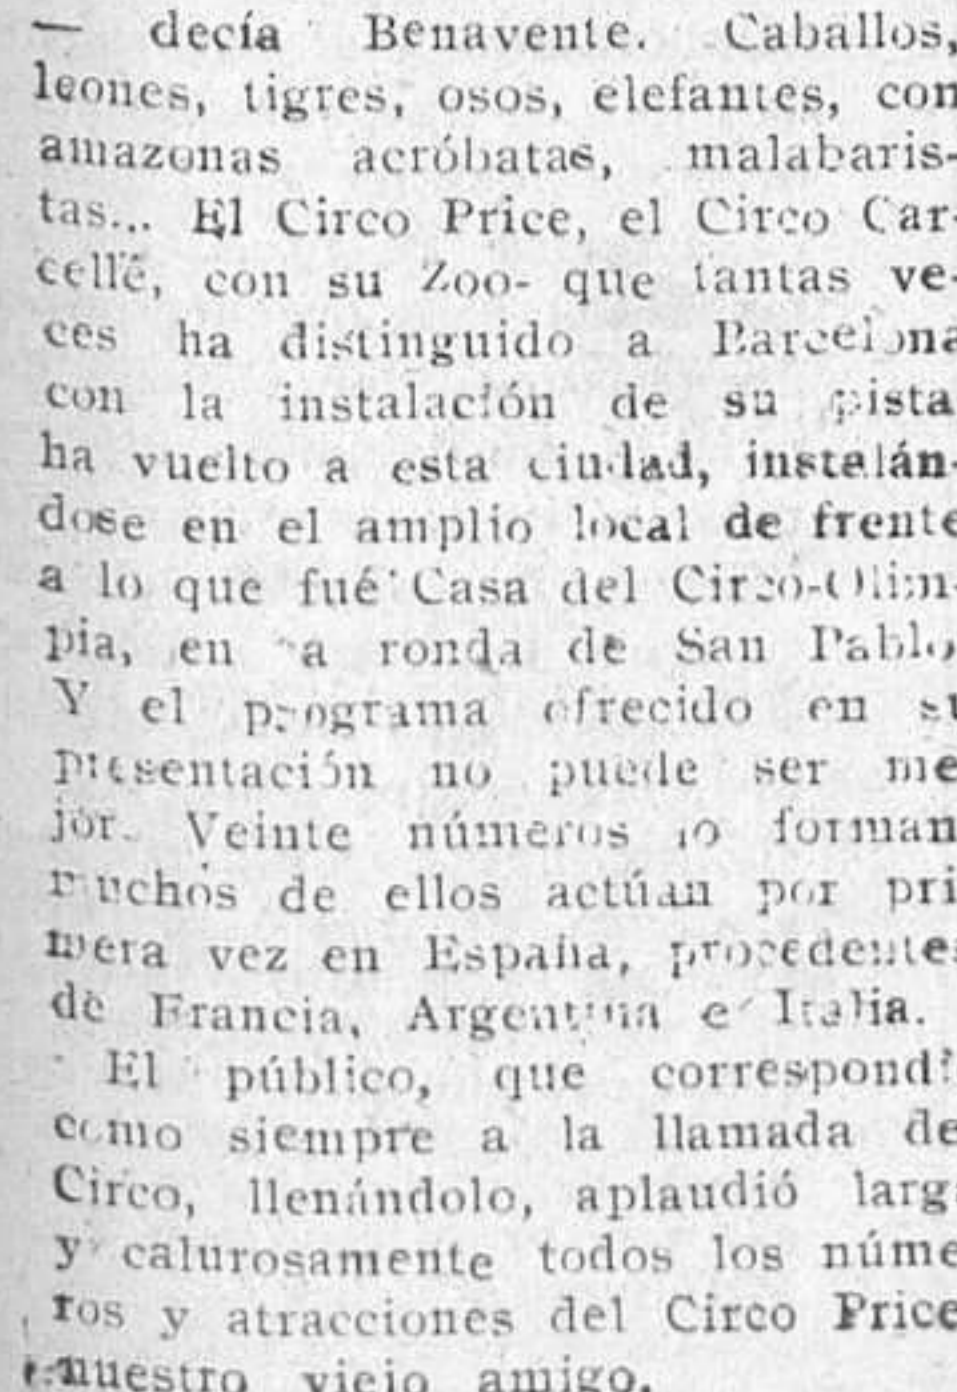 — decía Benavente. Caballos,
leones, tigres, osos, elefantes, con
amazonas acróbatas, malabaris-
tas... El Circo Price, el Circo Car-
cellé, con su Zoo- que tantas ve-
ces ha distinguido a Barcelona
con la instalación de su pista
ha vuelto a esta ciudad, instalán-
dose en el amplio local de frente
a lo que fué Casa del Circo-Olim-
pia, en la ronda de San Pablo
Y el programa ofrecido en su
presentación no puede ser me
jor. Veinte números lo forman
muchos de ellos actúan por pri
mera vez en España, procedentes
de Francia, Argentina e Italia.
El público, que correspondi
como siempre a la llamada de
Circo, llenándolo, aplaudió larga
y calurosamente todos los núme
ros y atracciones del Circo Price
nuestro viejo amigo.